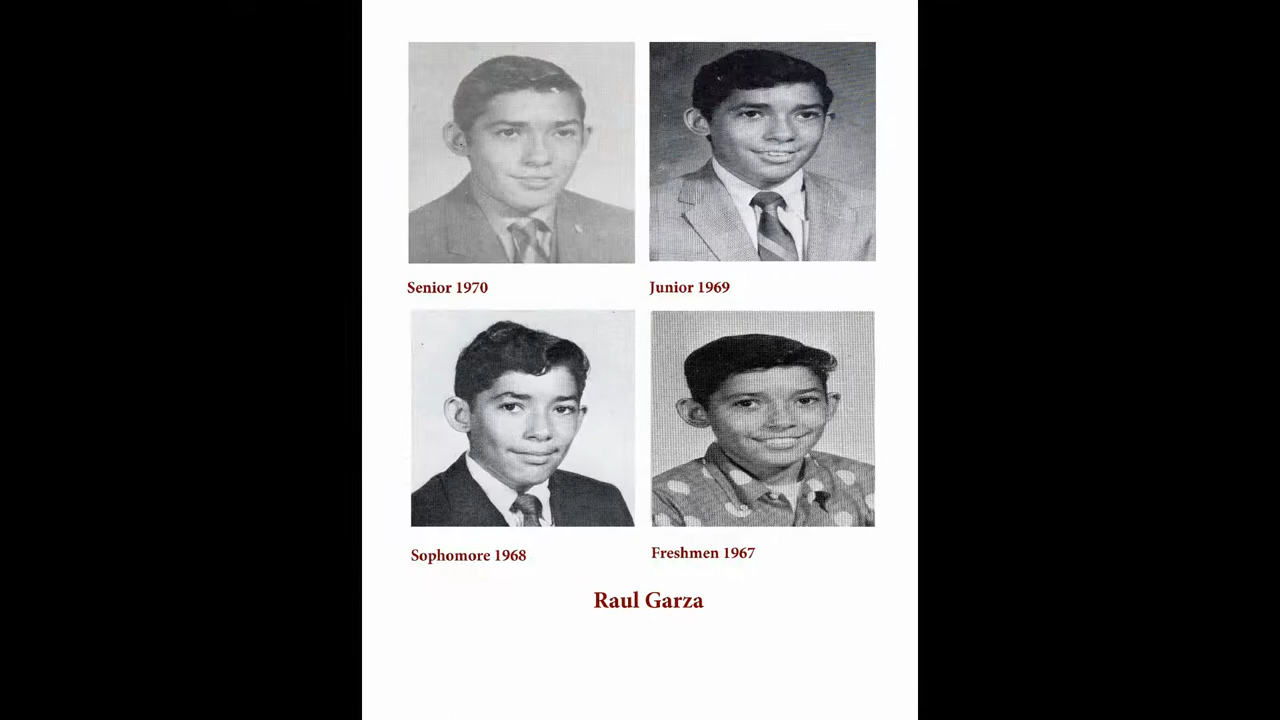 Senior 1970
Junior 1969
Sophomore 1968
Freshmen 1967
Raul Garza